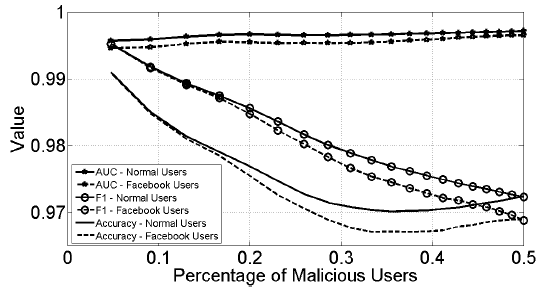 1
0.99
0.98
0.97
Value
AUC - Normal Users
AUC - Facebook Users
F1 - Normal Users
F1 - Facebook Users
Accuracy - Normal Users
Accuracy - Facebook Users
0 0.1 0.2 0.3 0.4 0.5
Percentage of Malicious Users